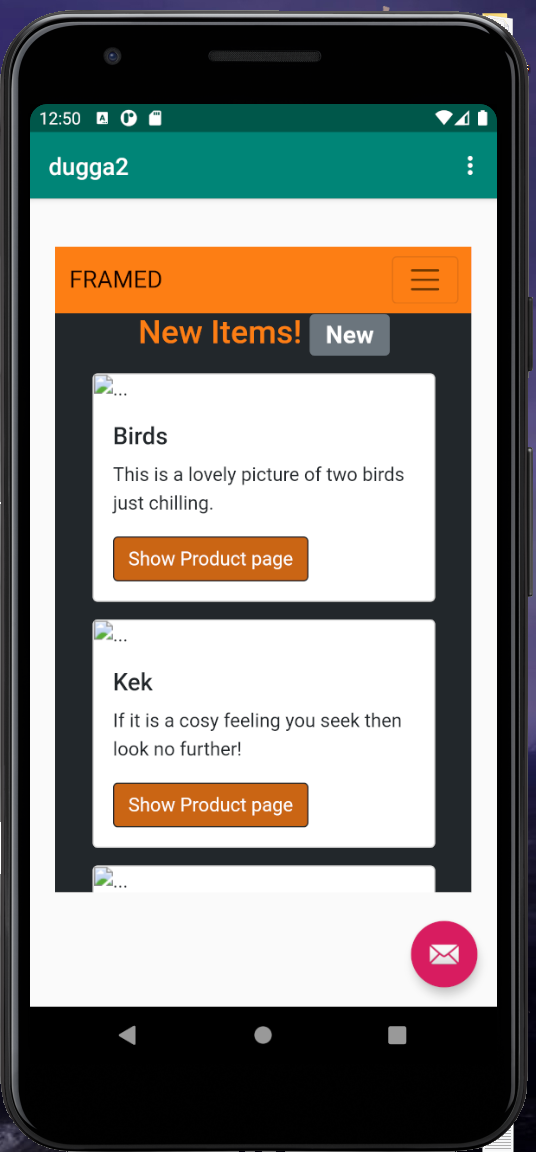 12:50
dugga2
FRAMED
New Items! New
...
Birds
This is a lovely picture of two birds
just chilling.
Show Product page
...
Kek
If it is a cosy feeling you seek then
look no further!
Show Product page
...